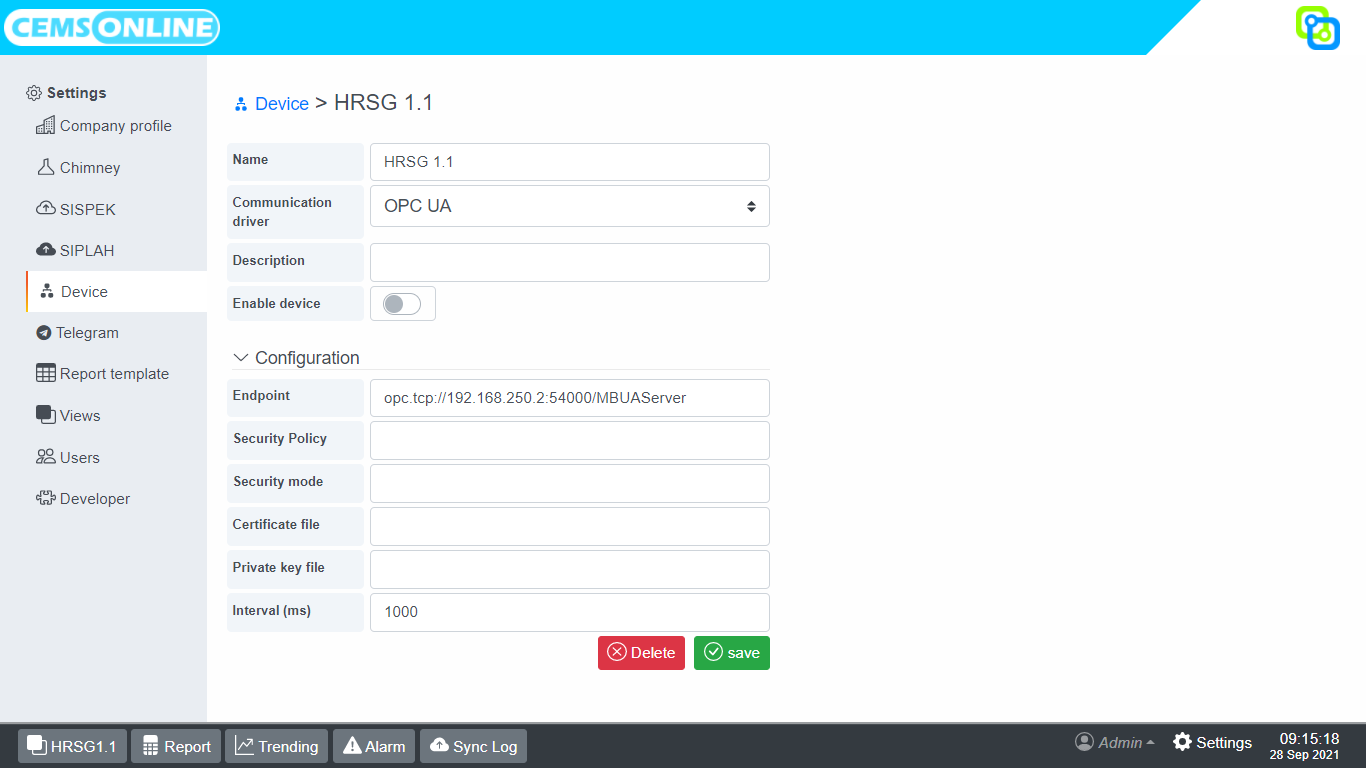 CEMSONLINE
Settings
Company profile
Chimney
SISPEK
SIPLAH
Device
Telegram
Report template
Views
Users
Developer
Device > HRSG 1.1
Name
HRSG 1.1
Communication
driver
OPC UA
Description
Enable device
Configuration
Endpoint
opc.tcp://192.168.250.2:54000/MBUAServer
Security Policy
Security mode
Certificate file
Private key file
Interval (ms)
1000
Delete
save
HRSG1.1
Report
Trending
Alarm
Sync Log
Admin
Settings
09:15:18
28 Sep 2021